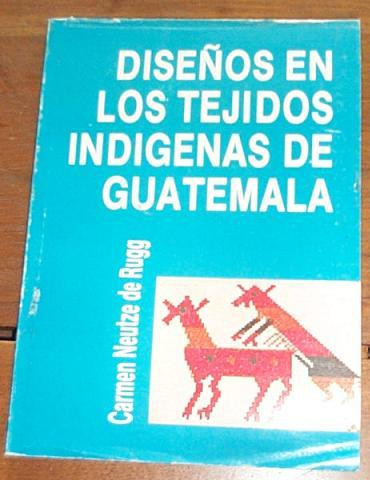 DISEÑOS EN
LOS TEJIDOS
INDIGENAS DE
GUATEMALA
Carmen Neutze de Rugg